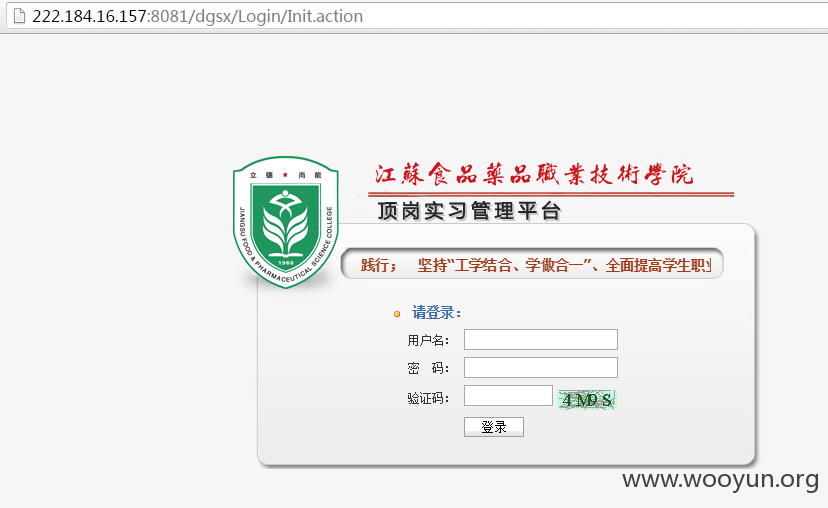 222.184.16.157:8081/dgsx/Login/Init.action
立德★尚能
JIANGSU FOOD & PHARMACEUTICAL SCIENCE COLLEGE
1960
江蘇食品藥品職業技術學院
顶岗实习管理平台
践行； 坚持“工学结合、学做合一”、全面提高学生职业
请登录：
用户名：
密 码：
验证码：
4M9S
登录
www.wooyun.org